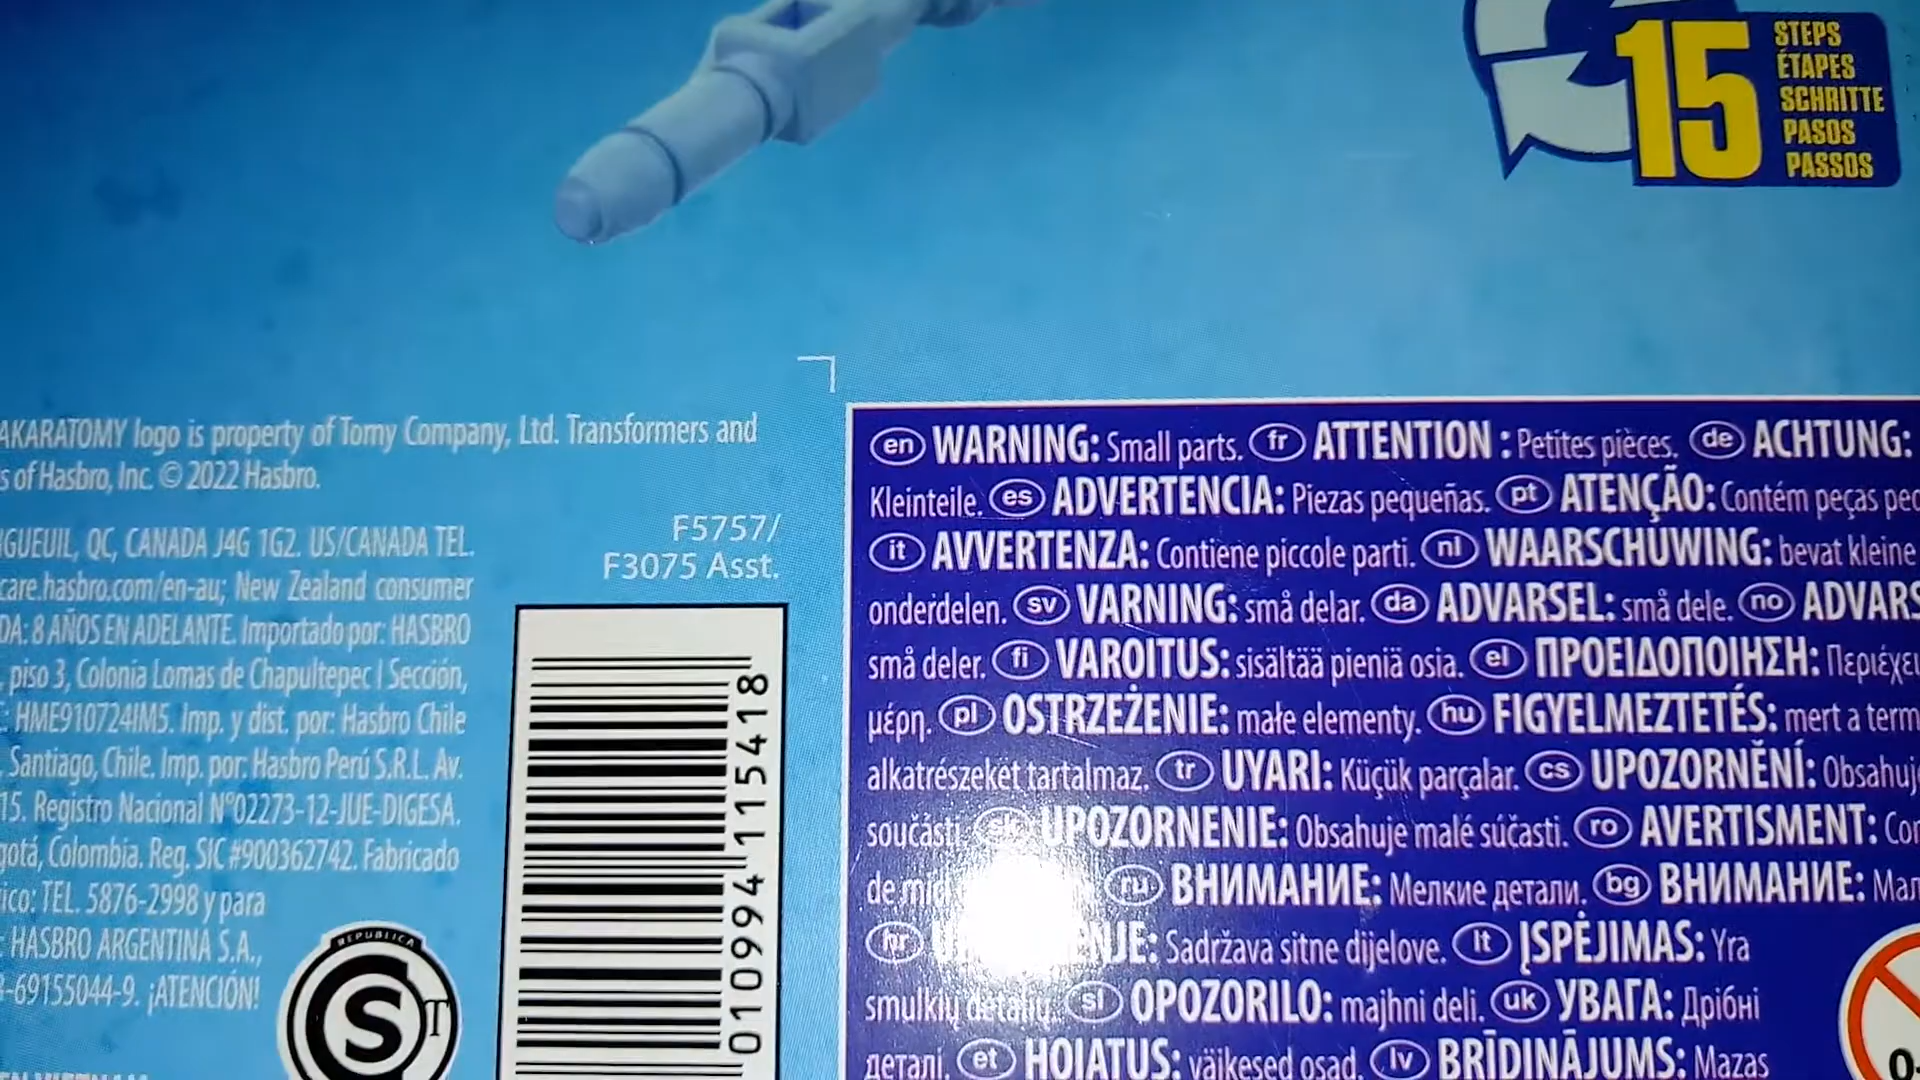 15
STEPS
ÉTAPES
SCHRITTE
PASOS
PASSOS
AKARATOMY logo is property of Tomy Company, Ltd. Transformers and
s of Hasbro, Inc. © 2022 Hasbro.
GUEUIL, QC, CANADA J4G 1G2. US/CANADA TEL.
care.hasbro.com/en-au; New Zealand consumer
DA: 8 AÑOS EN ADELANTE. Importado por: HASBRO
piso 3, Colonia Lomas de Chapultepec I Sección,
HME910724IM5. Imp. y dist. por: Hasbro Chile
Santiago, Chile. Imp. por: Hasbro Perú S.R.L. Av.
15. Registro Nacional N°02273-12-JUE-DIGESA.
gotá, Colombia. Reg. SIC #900362742. Fabricado
ico: TEL. 5876-2998 y para
HASBRO ARGENTINA S.A.,
-69155044-9. ¡ATENCIÓN!
F5757/
F3075 Asst.
010994115418
REPUBLICA
S T
en WARNING: Small parts. fr ATTENTION : Petites pièces. de ACHTUNG:
Kleinteile. es ADVERTENCIA: Piezas pequeñas. pt ATENÇÃO: Contém peças peq
it AVVERTENZA: Contiene piccole parti. nl WAARSCHUWING: bevat kleine
onderdelen. sv VARNING: små delar. da ADVARSEL: små dele. no ADVARS
små deler. fi VAROITUS: sisältää pieniä osia. el ΠΡΟΕΙΔΟΠΟΙΗΣΗ: Περιέχει
μέρη. pl OSTRZEŻENIE: małe elementy. hu FIGYELMEZTETÉS: mert a term
alkatrészeket tartalmaz. tr UYARI: Küçük parçalar. cs UPOZORNĚNÍ: Obsahuj
součásti. UPOZORNENIE: Obsahuje malé súčasti. ro AVERTISMENT: Con
de ru ВНИМАНИЕ: Мелкие детали. bg ВНИМАНИЕ: Мал
hr NJE: Sadržava sitne dijelove. lt ĮSPĖJIMAS: Yra
smulkių detalių. sl OPOZORILO: majhni deli. uk УВАГА: Дрібні
деталі. et HOIATUS: väikesed osad. lv BRĪDINĀJUMS: Mazas
0-